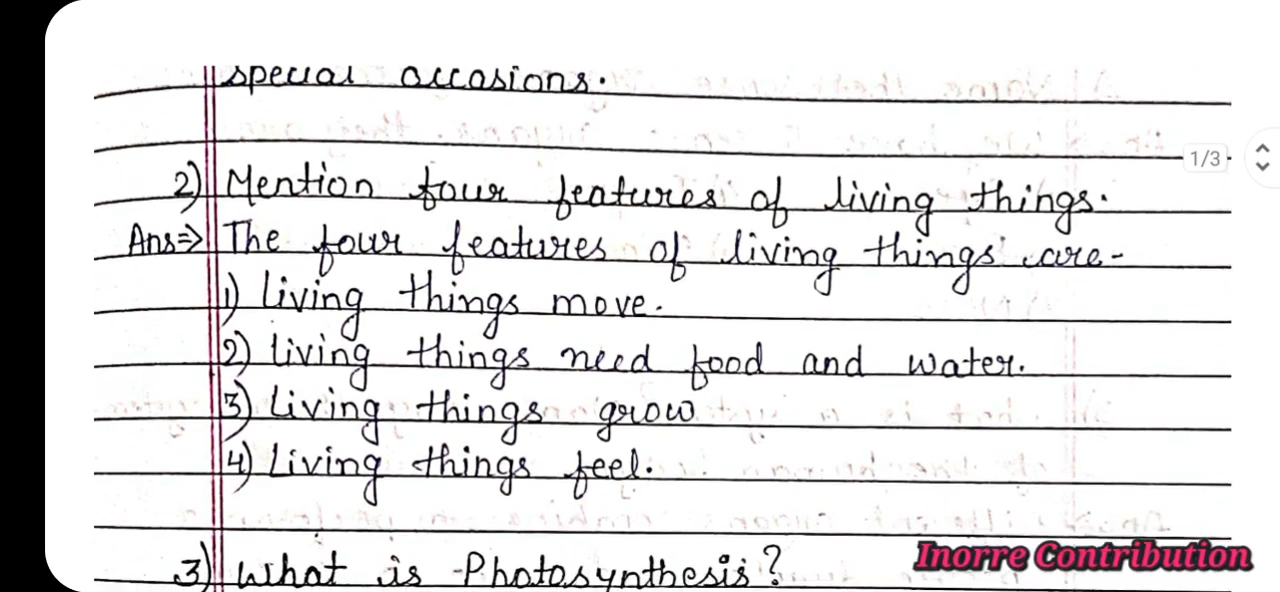 special occasions.
1/3
2) Mention four features of living things.
Ans⇒ The four features of living things are-
1) living things move.
2) living things need food and water.
3) Living things grow
4) Living things feel.
3) What is Photosynthesis?
Inorre Contribution